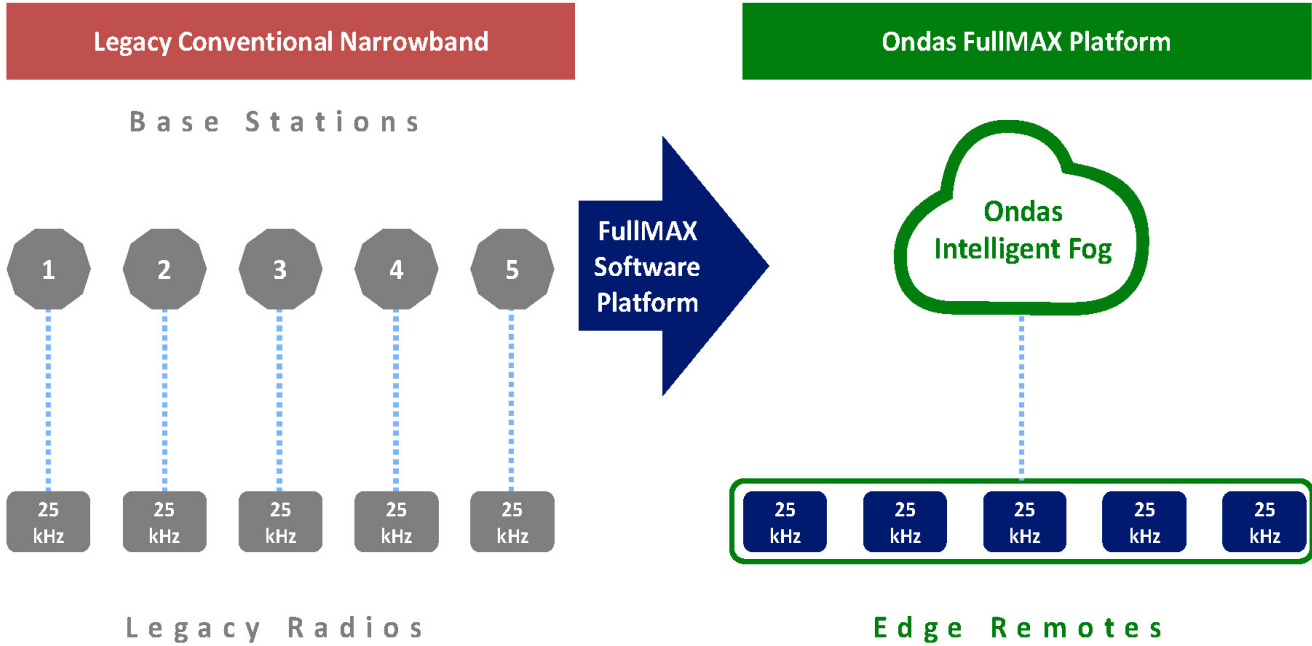 Legacy Conventional Narrowband
Base Stations
1 2 3 4 5
25 25 25 25 25
kHz kHz kHz kHz kHz
Legacy Radios
FullMAX
Software
Platform
Ondas FullMAX Platform
Ondas
Intelligent Fog
25 25 25 25 25
kHz kHz kHz kHz kHz
Edge Remotes